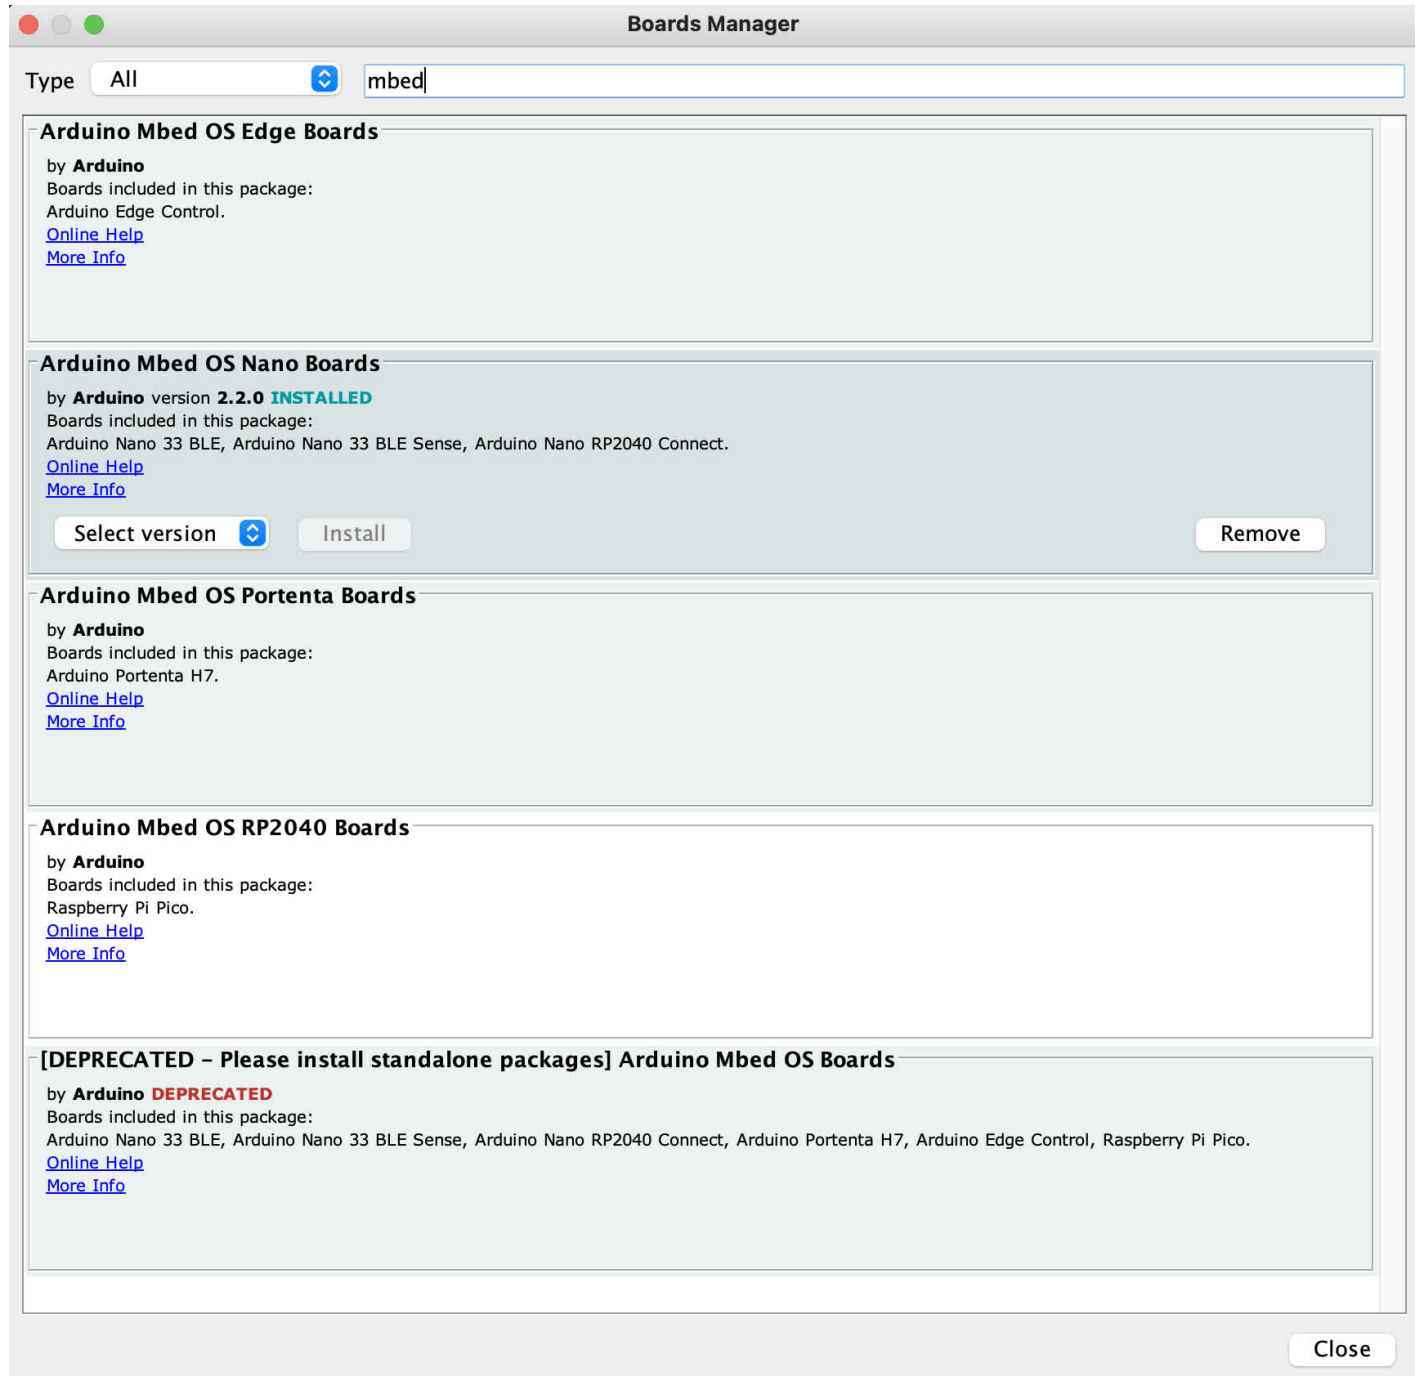 Boards Manager
Type All mbed
Arduino Mbed OS Edge Boards
by Arduino
Boards included in this package:
Arduino Edge Control.
Online Help
More Info
Arduino Mbed OS Nano Boards
by Arduino version 2.2.0 INSTALLED
Boards included in this package:
Arduino Nano 33 BLE, Arduino Nano 33 BLE Sense, Arduino Nano RP2040 Connect.
Online Help
More Info
Select version Install Remove
Arduino Mbed OS Portenta Boards
by Arduino
Boards included in this package:
Arduino Portenta H7.
Online Help
More Info
Arduino Mbed OS RP2040 Boards
by Arduino
Boards included in this package:
Raspberry Pi Pico.
Online Help
More Info
[DEPRECATED – Please install standalone packages] Arduino Mbed OS Boards
by Arduino DEPRECATED
Boards included in this package:
Arduino Nano 33 BLE, Arduino Nano 33 BLE Sense, Arduino Nano RP2040 Connect, Arduino Portenta H7, Arduino Edge Control, Raspberry Pi Pico.
Online Help
More Info
Close